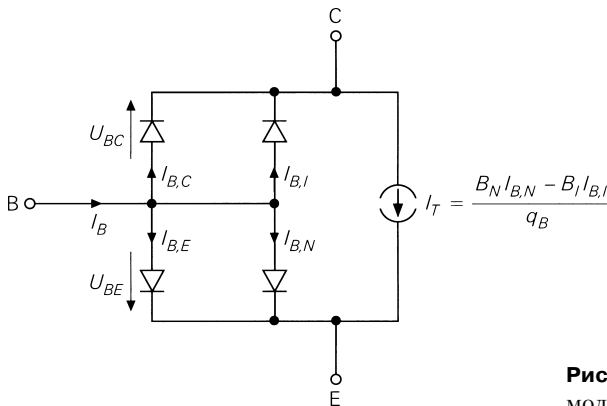 C
U_BC
I_B,C
I_B,I
B
I_B
I_T = (B_N I_B,N – B_I I_B,I) / q_B
I_B,E
I_B,N
U_BE
E
Рис
мод